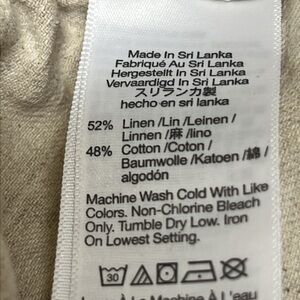 Made In Sri Lanka
Fabriqué Au Sri Lanka
Hergestellt In Sri Lanka
Vervaardigd In Sri Lanka
スリランカ製
hecho en sri lanka
52% Linen /Lin /Leinen /
Linnen /麻 /lino
48% Cotton /Coton /
Baumwolle /Katoen /綿 /
algodón
Machine Wash Cold With Like
Colors. Non-Chlorine Bleach
Only. Tumble Dry Low. Iron
On Lowest Setting.
30
Machine À L'eau